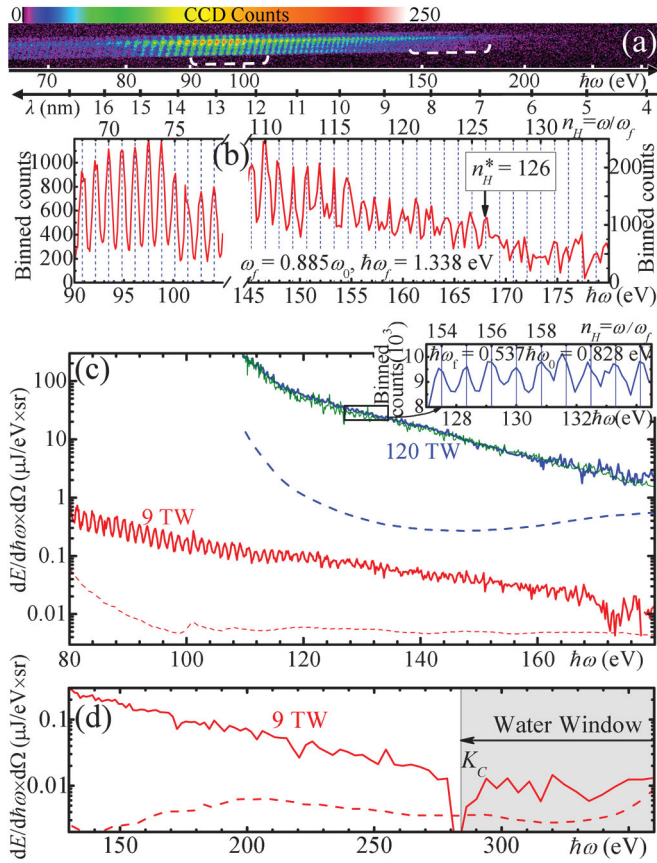 0 CCD Counts 250
(a)
70 80 90 100 150 200 ħω (eV)
λ (nm) 16 15 14 13 12 11 10 9 8 7 6 5 4
70 75 110 115 120 125 130 n_H=ω/ω_f
(b)
n_H* = 126
Binned counts
1000
800
600
400
200
0
200
100
0
Binned counts
ω_f = 0.885ω_0, ħω_f = 1.338 eV
90 95 100 145 150 155 160 165 170 175 ħω (eV)
154 156 158 n_H=ω/ω_f
ħω_f = 0.537ħω_0 = 0.828 eV
Binned counts(10^3)
10
9
8
128 130 132 ħω(eV)
(c)
dE/dħω×dΩ (μJ/eV×sr)
100
10
1
0.1
0.01
120 TW
9 TW
80 100 120 140 160 ħω (eV)
(d)
dE/dħω×dΩ (μJ/eV×sr)
0.1
0.01
9 TW
Water Window
K_C
150 200 250 300 ħω (eV)